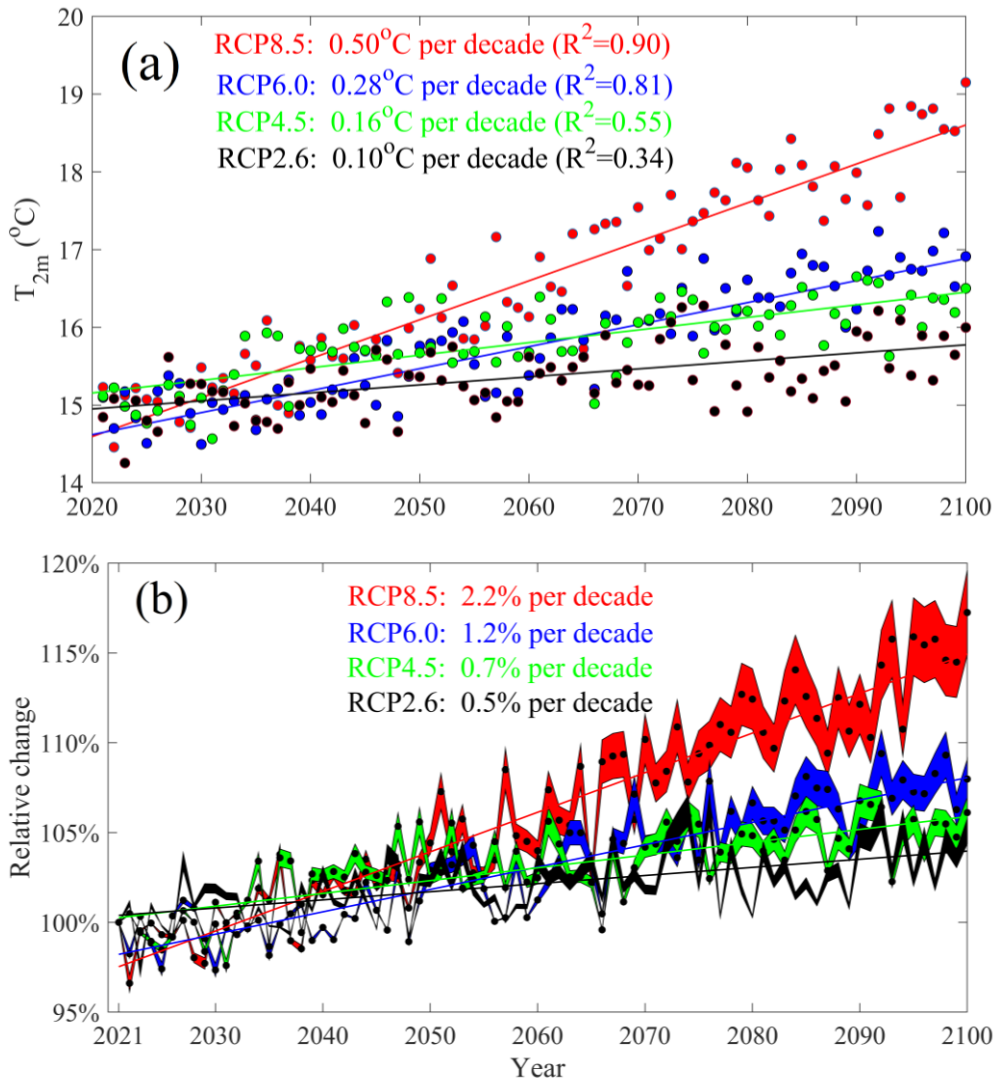 (a)
RCP8.5: 0.50°C per decade (R²=0.90)
RCP6.0: 0.28°C per decade (R²=0.81)
RCP4.5: 0.16°C per decade (R²=0.55)
RCP2.6: 0.10°C per decade (R²=0.34)
T2m (°C)
20
19
18
17
16
15
14
2020 2030 2040 2050 2060 2070 2080 2090 2100
(b)
RCP8.5: 2.2% per decade
RCP6.0: 1.2% per decade
RCP4.5: 0.7% per decade
RCP2.6: 0.5% per decade
Relative change
120%
115%
110%
105%
100%
95%
2021 2030 2040 2050 2060 2070 2080 2090 2100
Year